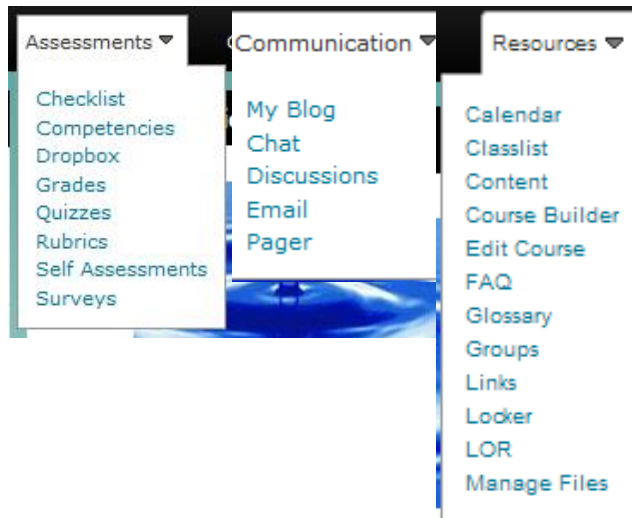 Assessments
Checklist
Competencies
Dropbox
Grades
Quizzes
Rubrics
Self Assessments
Surveys
Communication
My Blog
Chat
Discussions
Email
Pager
Resources
Calendar
Classlist
Content
Course Builder
Edit Course
FAQ
Glossary
Groups
Links
Locker
LOR
Manage Files